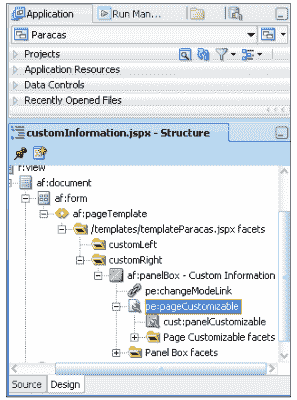 Application
Run Man...
Paracas
Projects
Application Resources
Data Controls
Recently Opened Files
customInformation.jspx - Structure
f:view
af:document
af:form
af:pageTemplate
/templates/templateParacas.jspx facets
customLeft
customRight
af:panelBox - Custom Information
pe:changeModeLink
pe:pageCustomizable
cust:panelCustomizable
Page Customizable facets
Panel Box facets
Source
Design